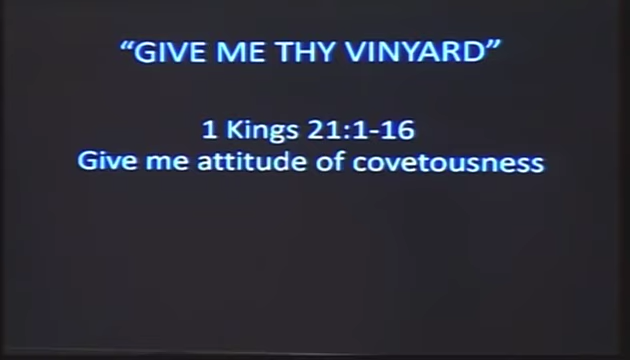 “GIVE ME THY VINYARD”
1 Kings 21:1-16
Give me attitude of covetousness